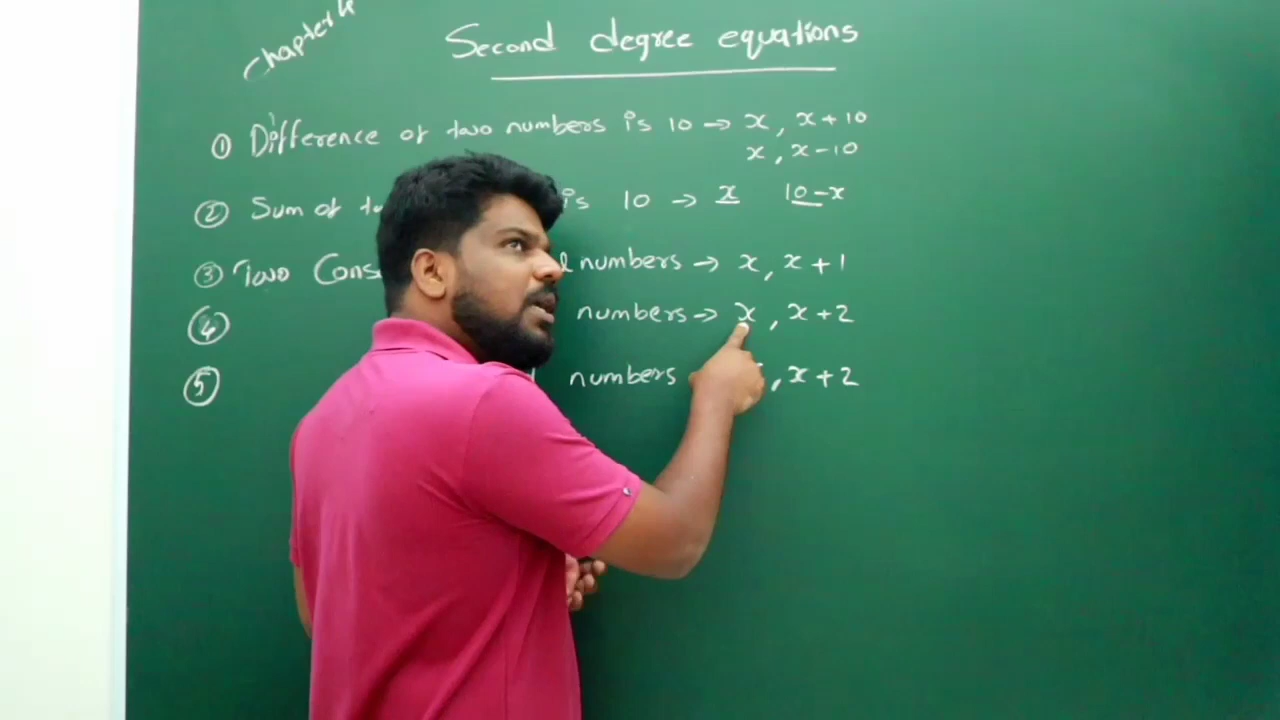 Chapter 4
Second degree equations
① Difference of two numbers is 10 → x, x+10
x, x-10
② Sum of is 10 → x 10-x
③ Two numbers → x, x+1
④ numbers → x, x+2
⑤ numbers , x+2